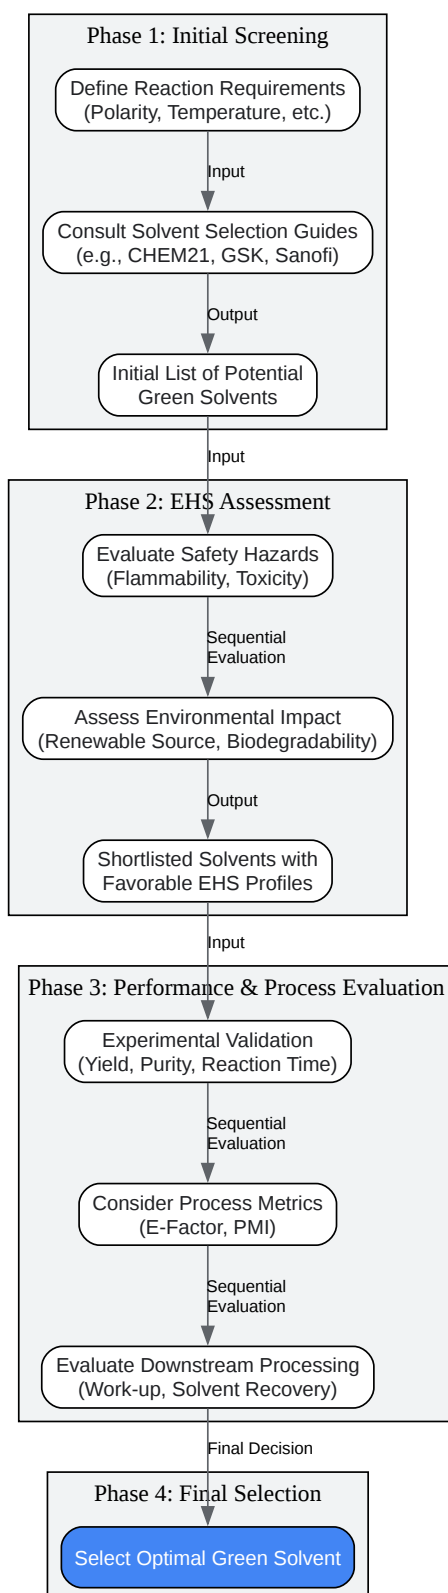 Phase 1: Initial Screening
Define Reaction Requirements
(Polarity, Temperature, etc.)
Input
Consult Solvent Selection Guides
(e.g., CHEM21, GSK, Sanofi)
Output
Initial List of Potential
Green Solvents
Input
Phase 2: EHS Assessment
Evaluate Safety Hazards
(Flammability, Toxicity)
Sequential
Evaluation
Assess Environmental Impact
(Renewable Source, Biodegradability)
Output
Shortlisted Solvents with
Favorable EHS Profiles
Input
Phase 3: Performance & Process Evaluation
Experimental Validation
(Yield, Purity, Reaction Time)
Sequential
Evaluation
Consider Process Metrics
(E-Factor, PMI)
Sequential
Evaluation
Evaluate Downstream Processing
(Work-up, Solvent Recovery)
Final Decision
Phase 4: Final Selection
Select Optimal Green Solvent